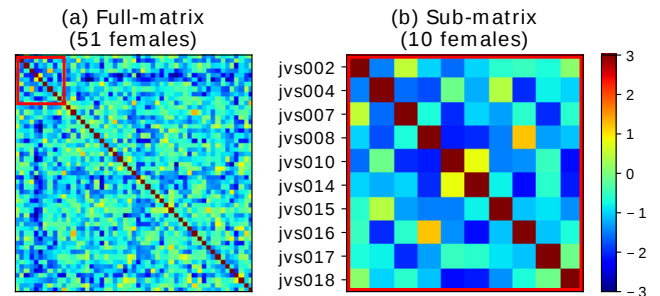 (a) Full-matrix
(51 females)
(b) Sub-matrix
(10 females)
jvs002
jvs004
jvs007
jvs008
jvs010
jvs014
jvs015
jvs016
jvs017
jvs018
3
2
1
0
−1
−2
−3